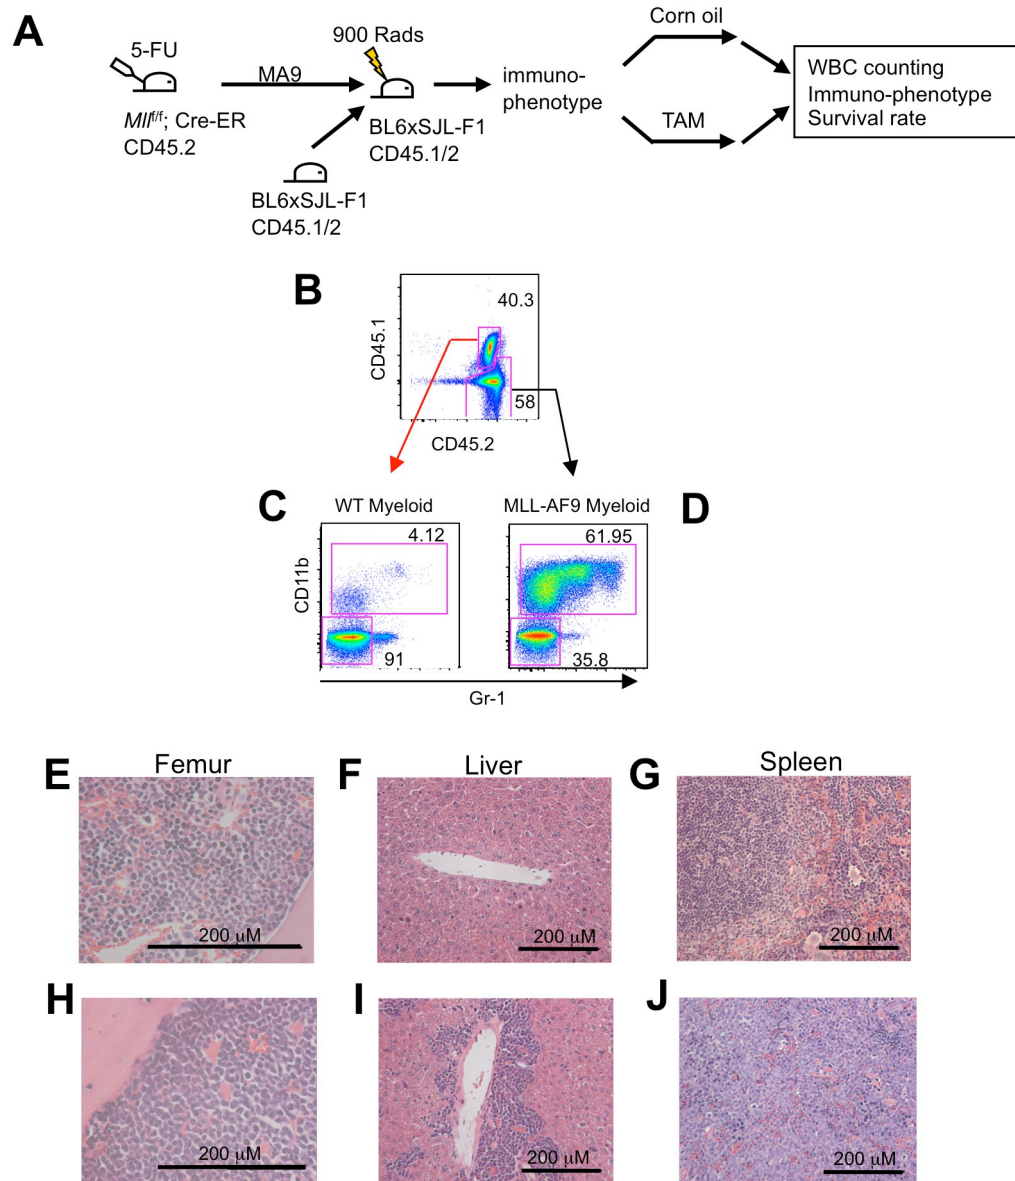 A
5-FU
Mll^f/f; Cre-ER
CD45.2
MA9
900 Rads
BL6xSJL-F1
CD45.1/2
BL6xSJL-F1
CD45.1/2
immuno-
phenotype
Corn oil
TAM
WBC counting
Immuno-phenotype
Survival rate
B
CD45.1
40.3
58
CD45.2
C
WT Myeloid
4.12
CD11b
91
MLL-AF9 Myeloid
D
61.95
35.8
Gr-1
E
Femur
200 μM
F
Liver
200 μM
G
Spleen
200 μM
H
200 μM
I
200 μM
J
200 μM